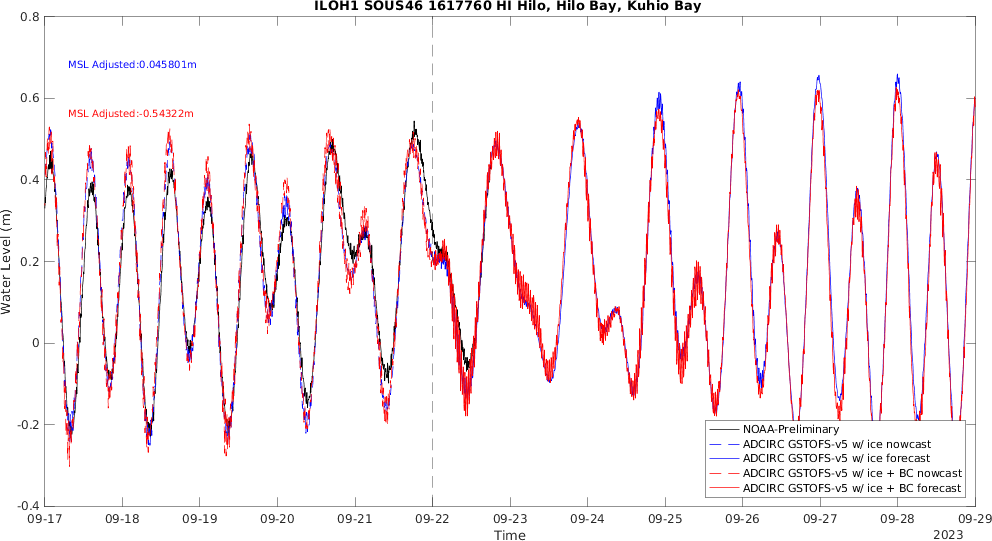 ILOH1 SOUS46 1617760 HI Hilo, Hilo Bay, Kuhio Bay
0.8
MSL Adjusted:0.045801m
0.6
MSL Adjusted:-0.54322m
0.4
Water Level (m)
0.2
0
-0.2
NOAA-Preliminary
ADCIRC GSTOFS-v5 w/ ice nowcast
ADCIRC GSTOFS-v5 w/ ice forecast
ADCIRC GSTOFS-v5 w/ ice + BC nowcast
ADCIRC GSTOFS-v5 w/ ice + BC forecast
-0.4
09-17 09-18 09-19 09-20 09-21 09-22 09-23 09-24 09-25 09-26 09-27 09-28 09-29
Time
2023